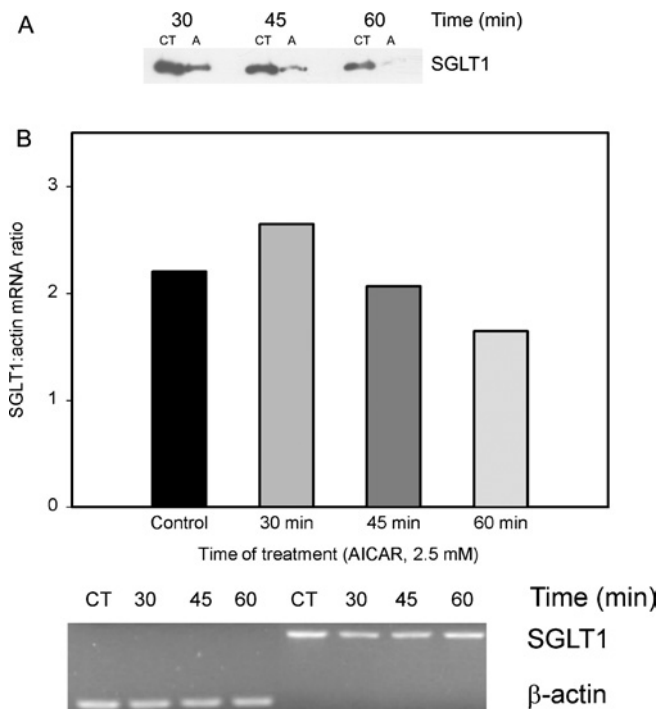 A
30 45 60 Time (min)
CT A CT A CT A
SGLT1
B
SGLT1:actin mRNA ratio
3
2
1
0
Control 30 min 45 min 60 min
Time of treatment (AICAR, 2.5 mM)
CT 30 45 60 CT 30 45 60 Time (min)
SGLT1
β-actin